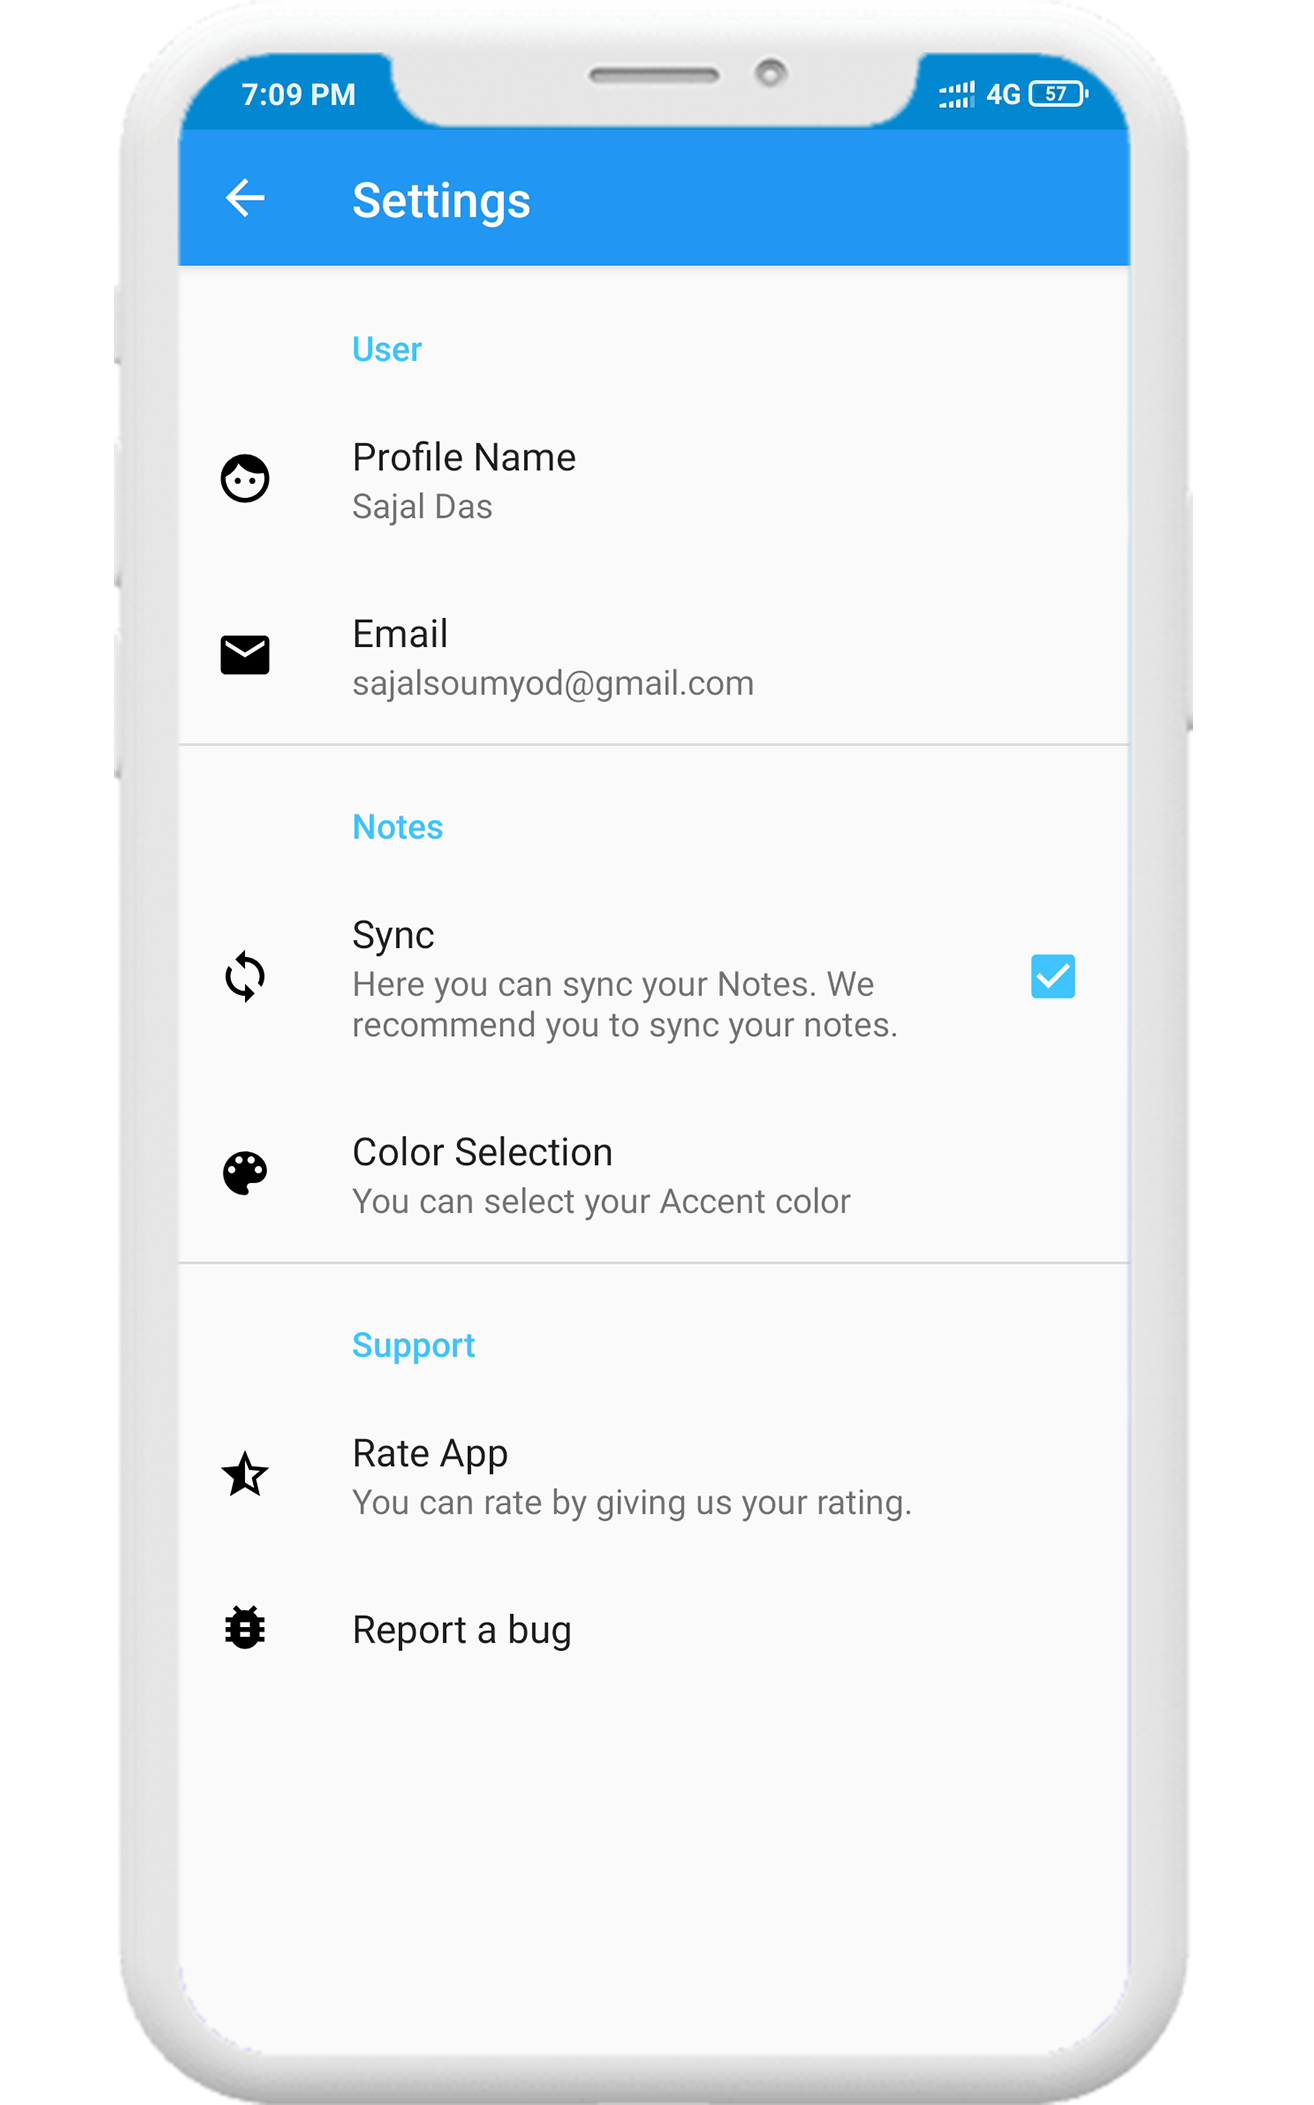 7:09 PM
4G 57
Settings
User
Profile Name
Sajal Das
Email
sajalsoumyod@gmail.com
Notes
Sync
Here you can sync your Notes. We
recommend you to sync your notes.
Color Selection
You can select your Accent color
Support
Rate App
You can rate by giving us your rating.
Report a bug